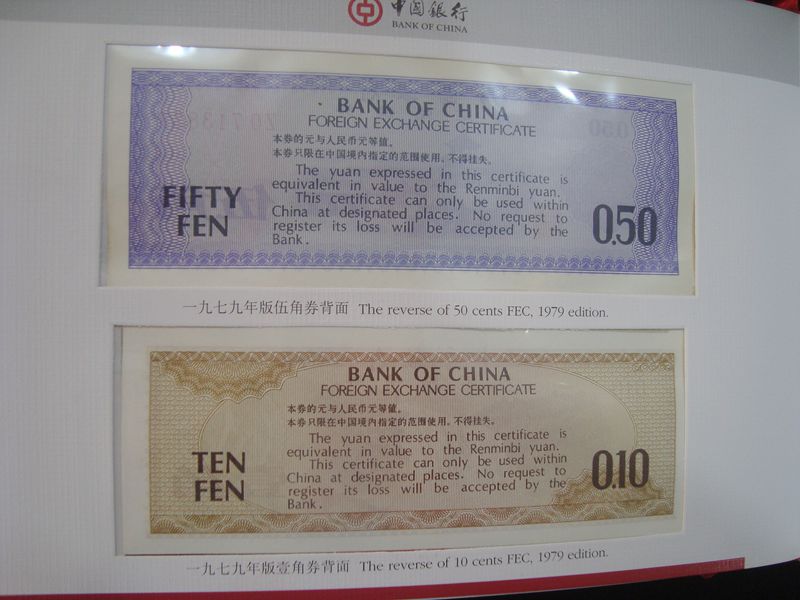 中国银行
BANK OF CHINA
BANK OF CHINA
FOREIGN EXCHANGE CERTIFICATE
本券的元与人民币元等值。
本券只限在中国境内指定的范围使用。不得挂失。
The yuan expressed in this certificate is
equivalent in value to the Renminbi yuan.
This certificate can only be used within
China at designated places. No request to
register its loss will be accepted by the
Bank.
FIFTY
FEN
0.50
一九七九年版伍角券背面 The reverse of 50 cents FEC, 1979 edition.
BANK OF CHINA
FOREIGN EXCHANGE CERTIFICATE
本券的元与人民币元等值。
本券只限在中国境内指定的范围使用。不得挂失。
The yuan expressed in this certificate is
equivalent in value to the Renminbi yuan.
This certificate can only be used within
China at designated places. No request to
register its loss will be accepted by the
Bank.
TEN
FEN
0.10
一九七九年版壹角券背面 The reverse of 10 cents FEC, 1979 edition.